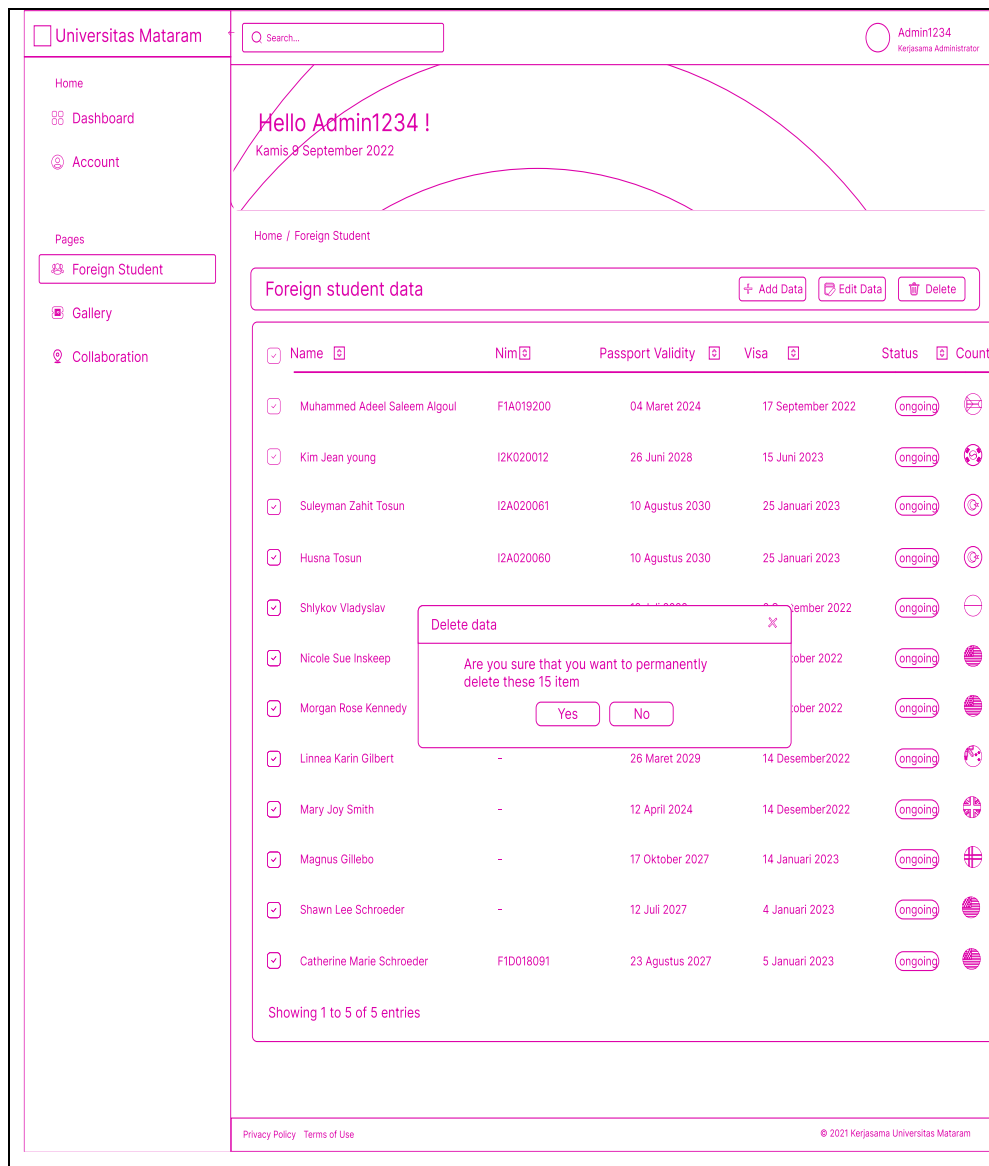 Universitas Mataram
Search...
Admin1234
Kerjasama Administrator
Home
Dashboard
Account
Pages
Foreign Student
Gallery
Collaboration
Hello Admin1234 !
Kamis 9 September 2022
Home / Foreign Student
Foreign student data
Add Data Edit Data Delete
Name Nim Passport Validity Visa Status Count
Muhammed Adeel Saleem Algoul F1A019200 04 Maret 2024 17 September 2022 ongoing
Kim Jean young I2K020012 26 Juni 2028 15 Juni 2023 ongoing
Suleyman Zahit Tosun I2A020061 10 Agustus 2030 25 Januari 2023 ongoing
Husna Tosun I2A020060 10 Agustus 2030 25 Januari 2023 ongoing
Shlykov Vladyslav tember 2022 ongoing
Nicole Sue Inskeep tober 2022 ongoing
Morgan Rose Kennedy tober 2022 ongoing
Linnea Karin Gilbert - 26 Maret 2029 14 Desember2022 ongoing
Mary Joy Smith - 12 April 2024 14 Desember2022 ongoing
Magnus Gillebo - 17 Oktober 2027 14 Januari 2023 ongoing
Shawn Lee Schroeder - 12 Juli 2027 4 Januari 2023 ongoing
Catherine Marie Schroeder F1D018091 23 Agustus 2027 5 Januari 2023 ongoing
Delete data
Are you sure that you want to permanently
delete these 15 item
Yes No
Showing 1 to 5 of 5 entries
Privacy Policy Terms of Use
© 2021 Kerjasama Universitas Mataram